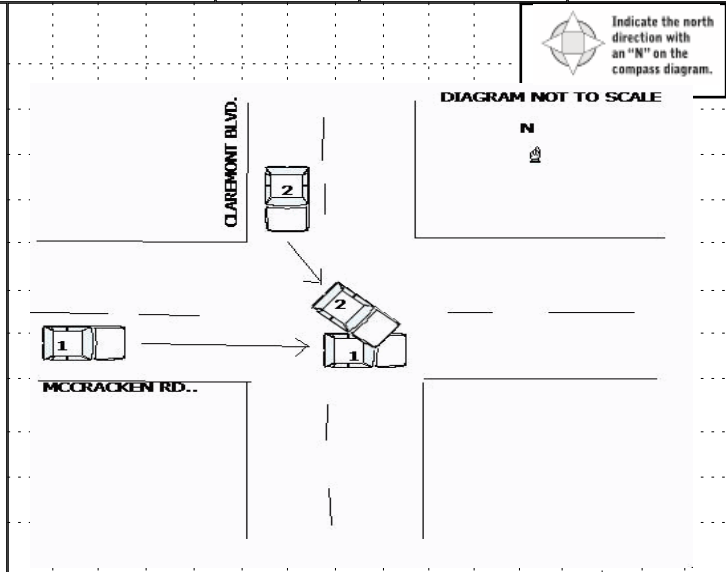 Indicate the north
direction with
an “N” on the
compass diagram.
DIAGRAM NOT TO SCALE
N
CLAREMONT BLVD.
2
2
1
1
MCCRACKEN RD..